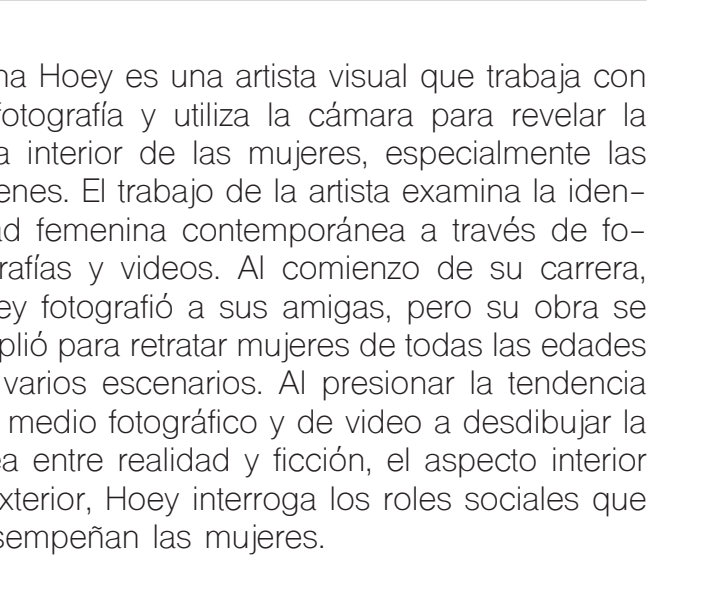 na Hoey es una artista visual que trabaja con
fotografía y utiliza la cámara para revelar la
a interior de las mujeres, especialmente las
enes. El trabajo de la artista examina la iden-
ad femenina contemporánea a través de fo-
rafías y videos. Al comienzo de su carrera,
ey fotografió a sus amigas, pero su obra se
plió para retratar mujeres de todas las edades
varios escenarios. Al presionar la tendencia
medio fotográfico y de video a desdibujar la
ea entre realidad y ficción, el aspecto interior
xterior, Hoey interroga los roles sociales que
sempeñan las mujeres.